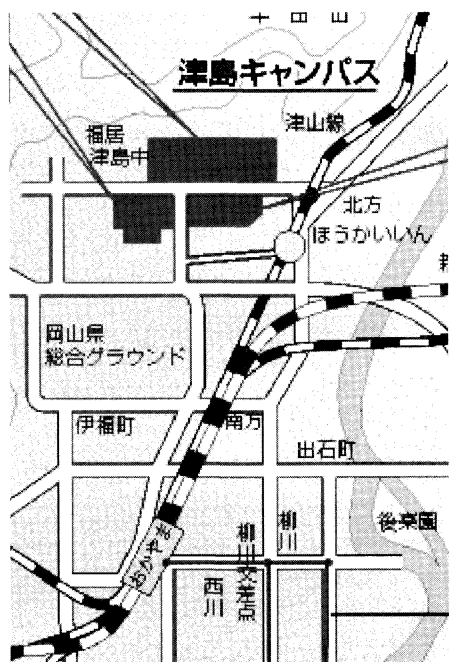 津島キャンパス
津山線
福居
津島中
北方
ほうかいいん
岡山県
総合グラウンド
伊福町
南方
出石町
おかやま
柳川
柳川交差点
西川
後楽園